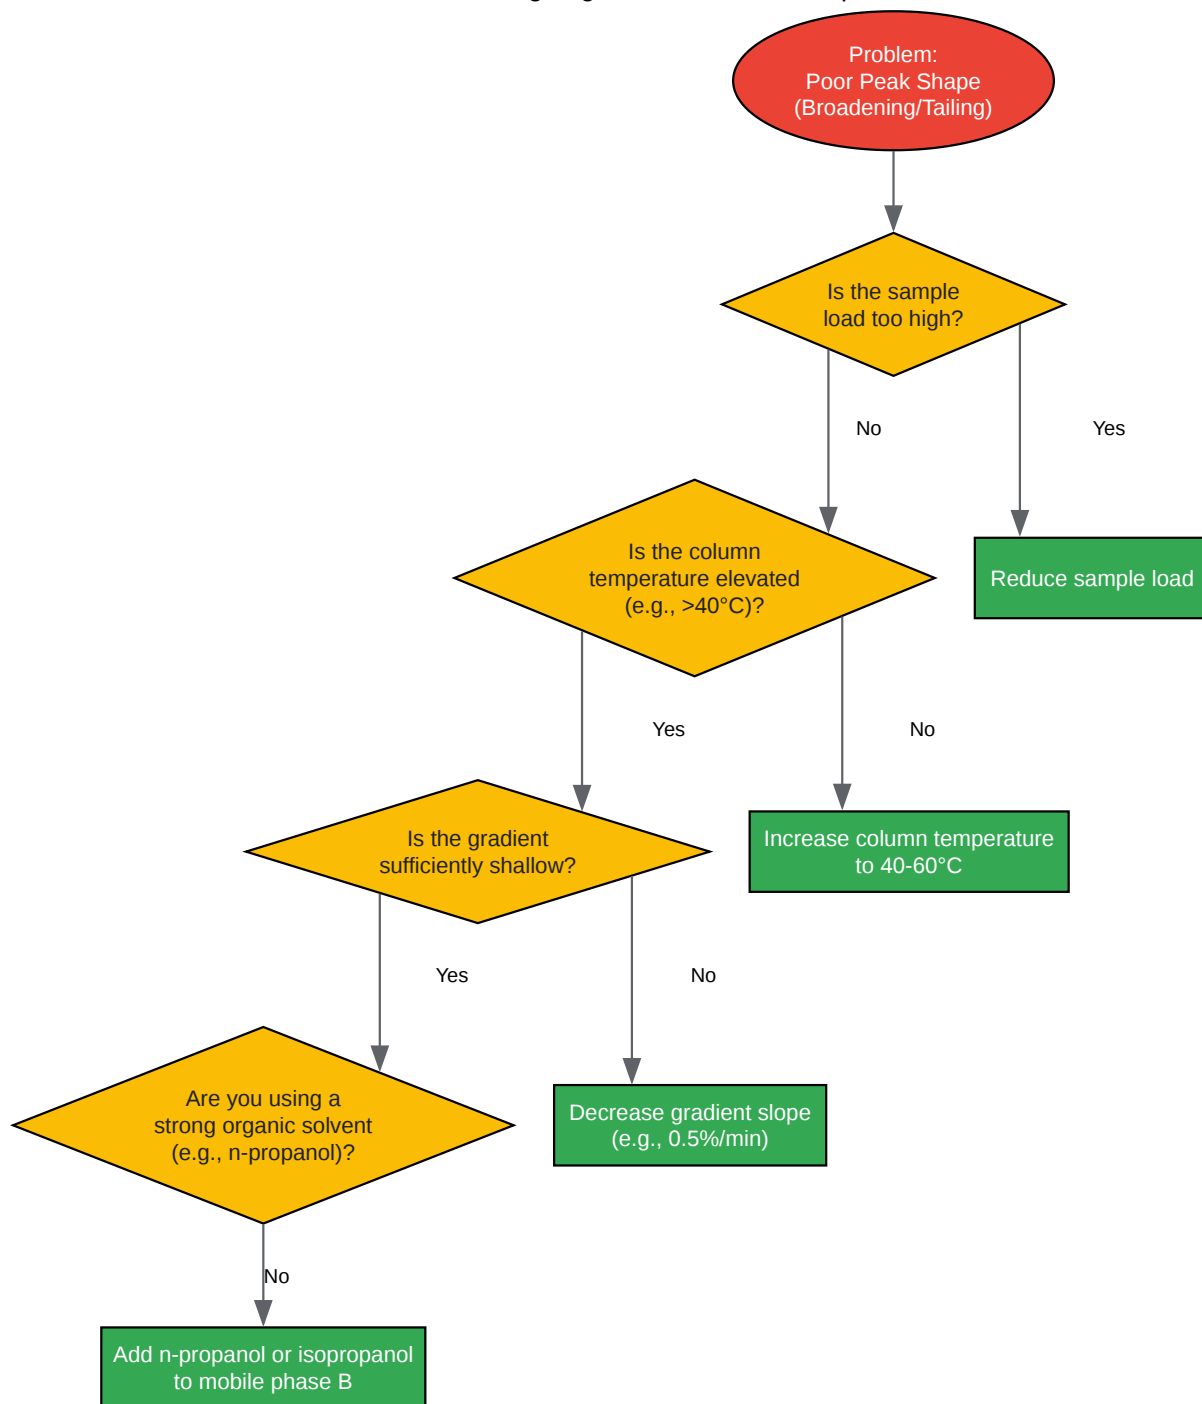 Problem:
Poor Peak Shape
(Broadening/Tailing)
Is the sample
load too high?
No
Yes
Is the column
temperature elevated
(e.g., >40°C)?
Reduce sample load
Yes
No
Is the gradient
sufficiently shallow?
Increase column temperature
to 40-60°C
Yes
No
Are you using a
strong organic solvent
(e.g., n-propanol)?
Decrease gradient slope
(e.g., 0.5%/min)
No
Add n-propanol or isopropanol
to mobile phase B